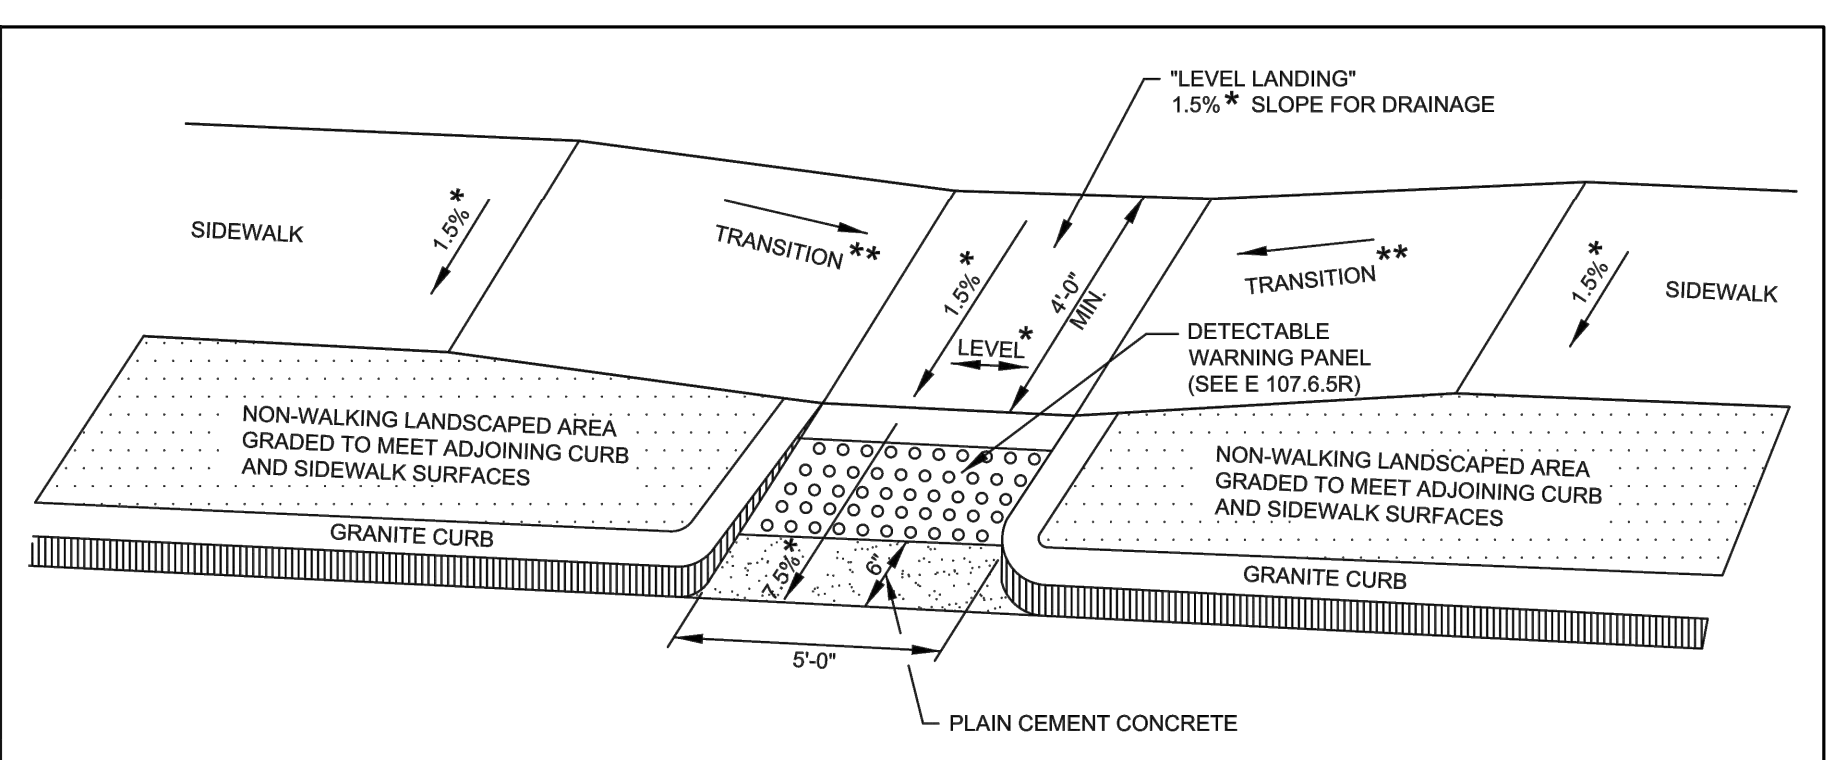 "LEVEL LANDING"
1.5%* SLOPE FOR DRAINAGE
SIDEWALK
1.5%*
TRANSITION**
1.5%*
4'-0"
MIN.
LEVEL*
TRANSITION**
1.5%*
SIDEWALK
DETECTABLE
WARNING PANEL
(SEE E 107.6.5R)
NON-WALKING LANDSCAPED AREA
GRADED TO MEET ADJOINING CURB
AND SIDEWALK SURFACES
NON-WALKING LANDSCAPED AREA
GRADED TO MEET ADJOINING CURB
AND SIDEWALK SURFACES
GRANITE CURB
7.5%*
6"
GRANITE CURB
5'-0"
PLAIN CEMENT CONCRETE